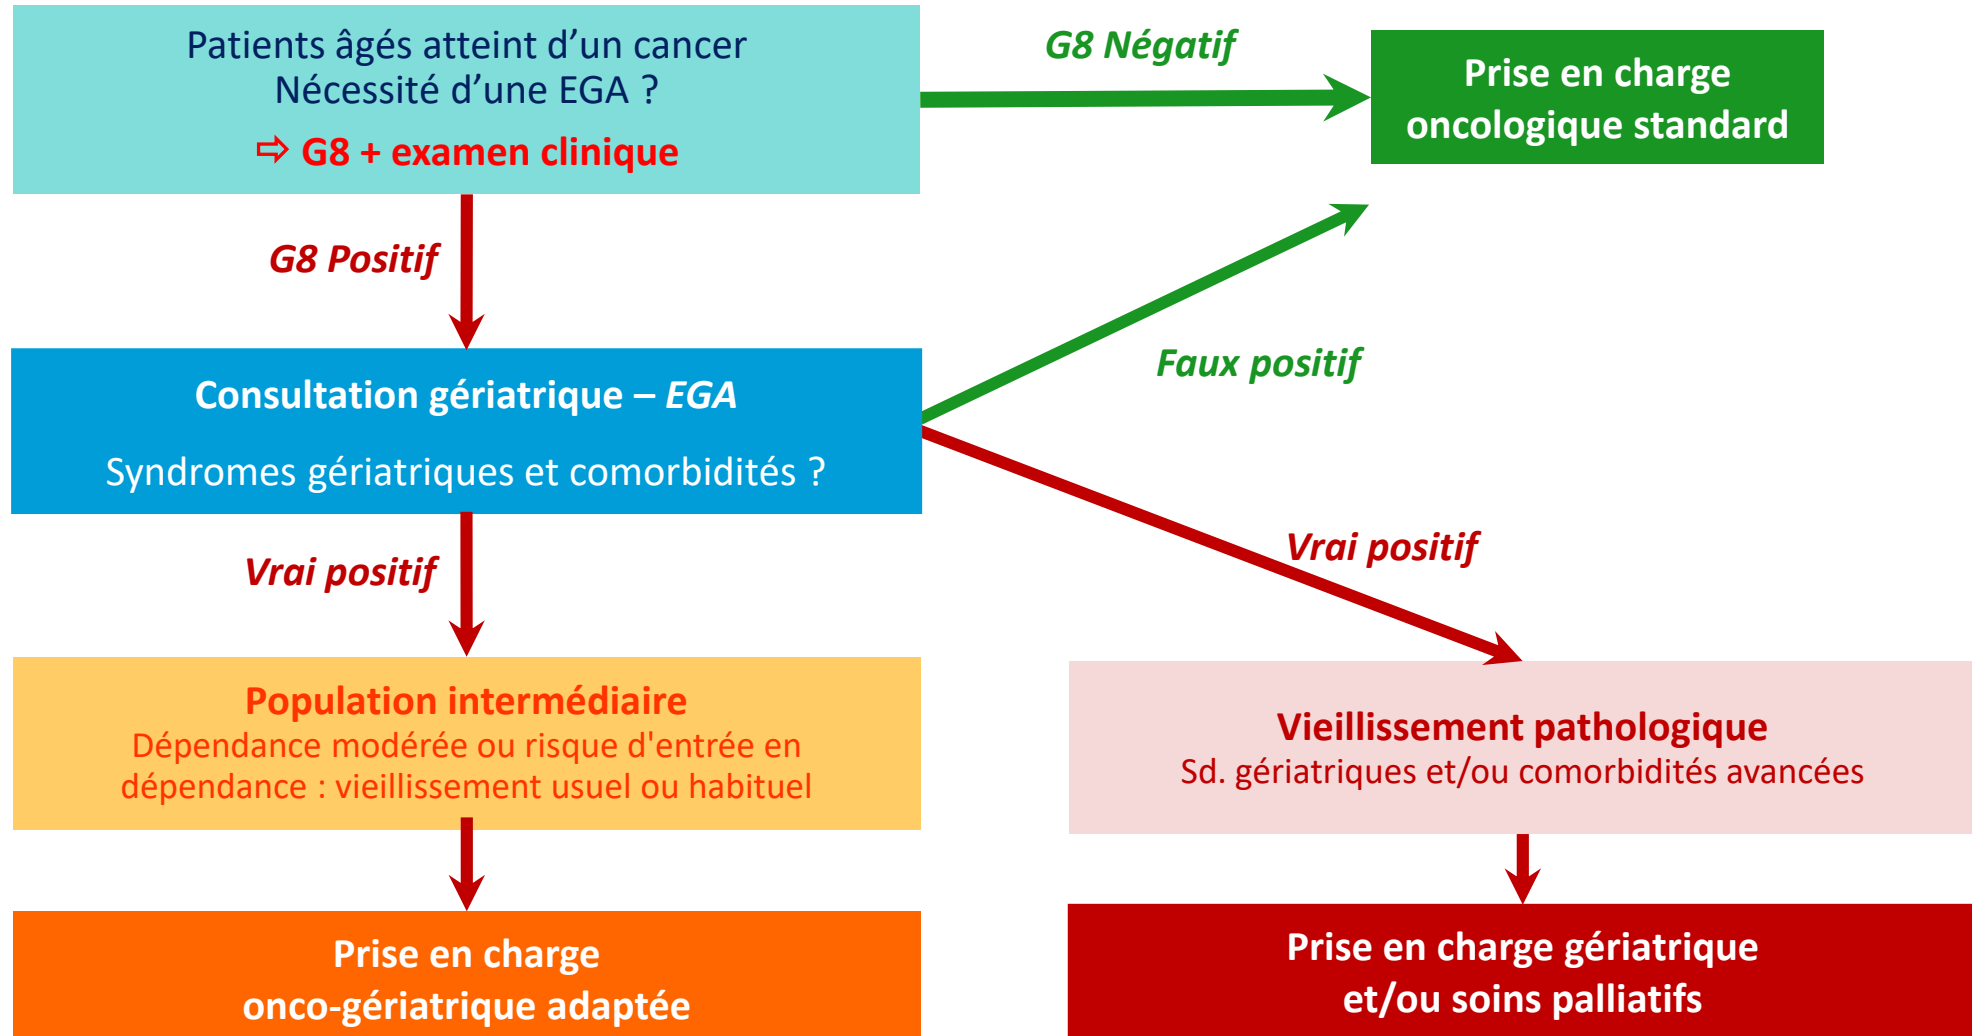 Patients âgés atteint d’un cancer
Nécessité d’une EGA ?
⇨ G8 + examen clinique
G8 Négatif
Prise en charge
oncologique standard
G8 Positif
Faux positif
Consultation gériatrique – EGA
Syndromes gériatriques et comorbidités ?
Vrai positif
Vrai positif
Population intermédiaire
Dépendance modérée ou risque d'entrée en
dépendance : vieillissement usuel ou habituel
Vieillissement pathologique
Sd. gériatriques et/ou comorbidités avancées
Prise en charge
onco-gériatrique adaptée
Prise en charge gériatrique
et/ou soins palliatifs